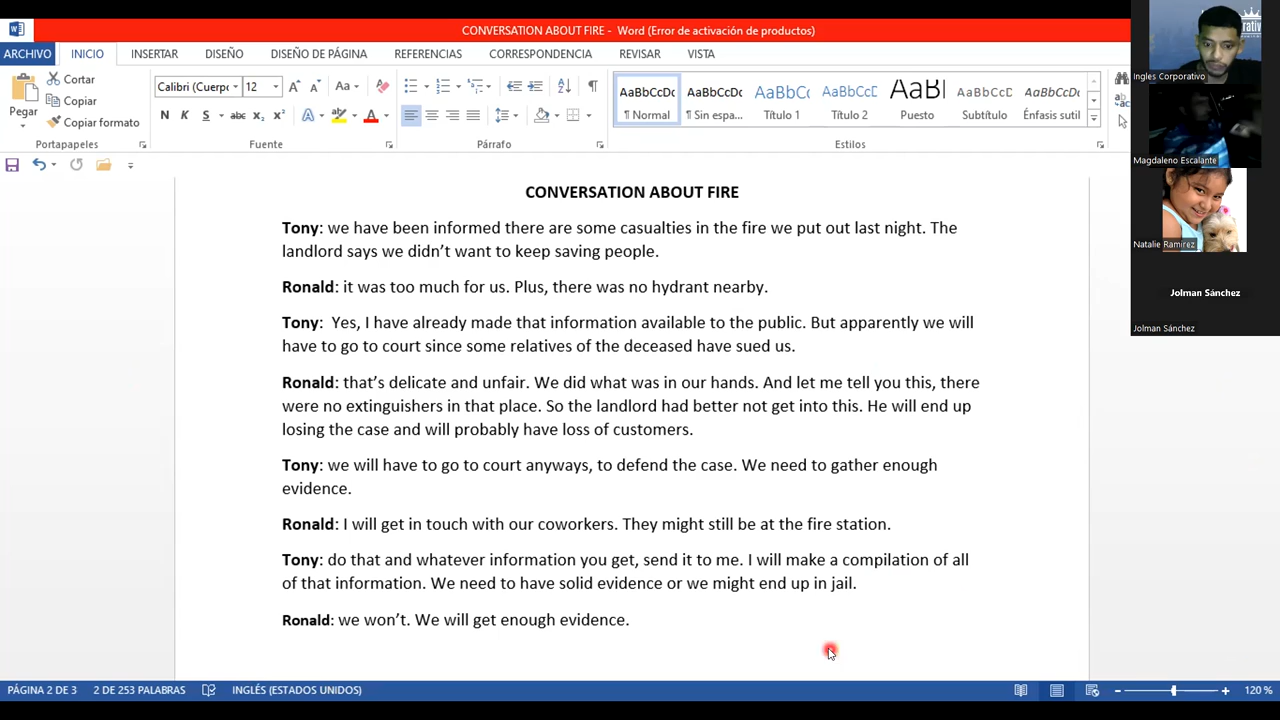 CONVERSATION ABOUT FIRE - Word (Error de activación de productos)
ARCHIVO INICIO INSERTAR DISEÑO DISEÑO DE PÁGINA REFERENCIAS CORRESPONDENCIA REVISAR VISTA
Pegar
Cortar
Copiar
Copiar formato
Portapapeles
Calibri (Cuerpo 12
N K S abc x₂ x²
Fuente
Párrafo
AaBbCcDc AaBbCcDc AaBbCc AaBbCcD AaBl AaBbCcD AaBbCcDc
¶ Normal ¶ Sin espa... Título 1 Título 2 Puesto Subtítulo Énfasis sutil
Estilos
CONVERSATION ABOUT FIRE
Tony: we have been informed there are some casualties in the fire we put out last night. The
landlord says we didn’t want to keep saving people.
Ronald: it was too much for us. Plus, there was no hydrant nearby.
Tony: Yes, I have already made that information available to the public. But apparently we will
have to go to court since some relatives of the deceased have sued us.
Ronald: that’s delicate and unfair. We did what was in our hands. And let me tell you this, there
were no extinguishers in that place. So the landlord had better not get into this. He will end up
losing the case and will probably have loss of customers.
Tony: we will have to go to court anyways, to defend the case. We need to gather enough
evidence.
Ronald: I will get in touch with our coworkers. They might still be at the fire station.
Tony: do that and whatever information you get, send it to me. I will make a compilation of all
of that information. We need to have solid evidence or we might end up in jail.
Ronald: we won’t. We will get enough evidence.
PÁGINA 2 DE 3 2 DE 253 PALABRAS INGLÉS (ESTADOS UNIDOS) 120 %
Ingles Corporativo
Magdaleno Escalante
Natalie Ramirez
Jolman Sánchez
Jolman Sánchez